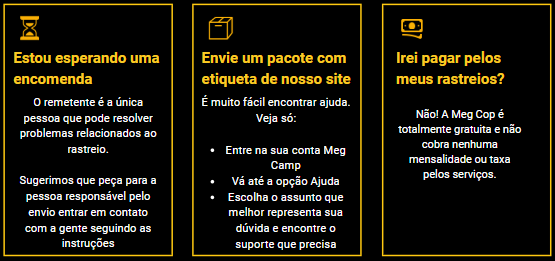 Estou esperando uma
encomenda
O remetente é a única
pessoa que pode resolver
problemas relacionados ao
rastreio.
Sugerimos que peça para a
pessoa responsável pelo
envio entrar em contato
com a gente seguindo as
instruções
Envie um pacote com
etiqueta de nosso site
É muito fácil encontrar ajuda.
Veja só:
• Entre na sua conta Meg
Camp
• Vá até a opção Ajuda
• Escolha o assunto que
melhor representa sua
dúvida e encontre o
suporte que precisa
Irei pagar pelos
meus rastreios?
Não! A Meg Cop é
totalmente gratuita e não
cobra nenhuma
mensalidade ou taxa
pelos serviços.